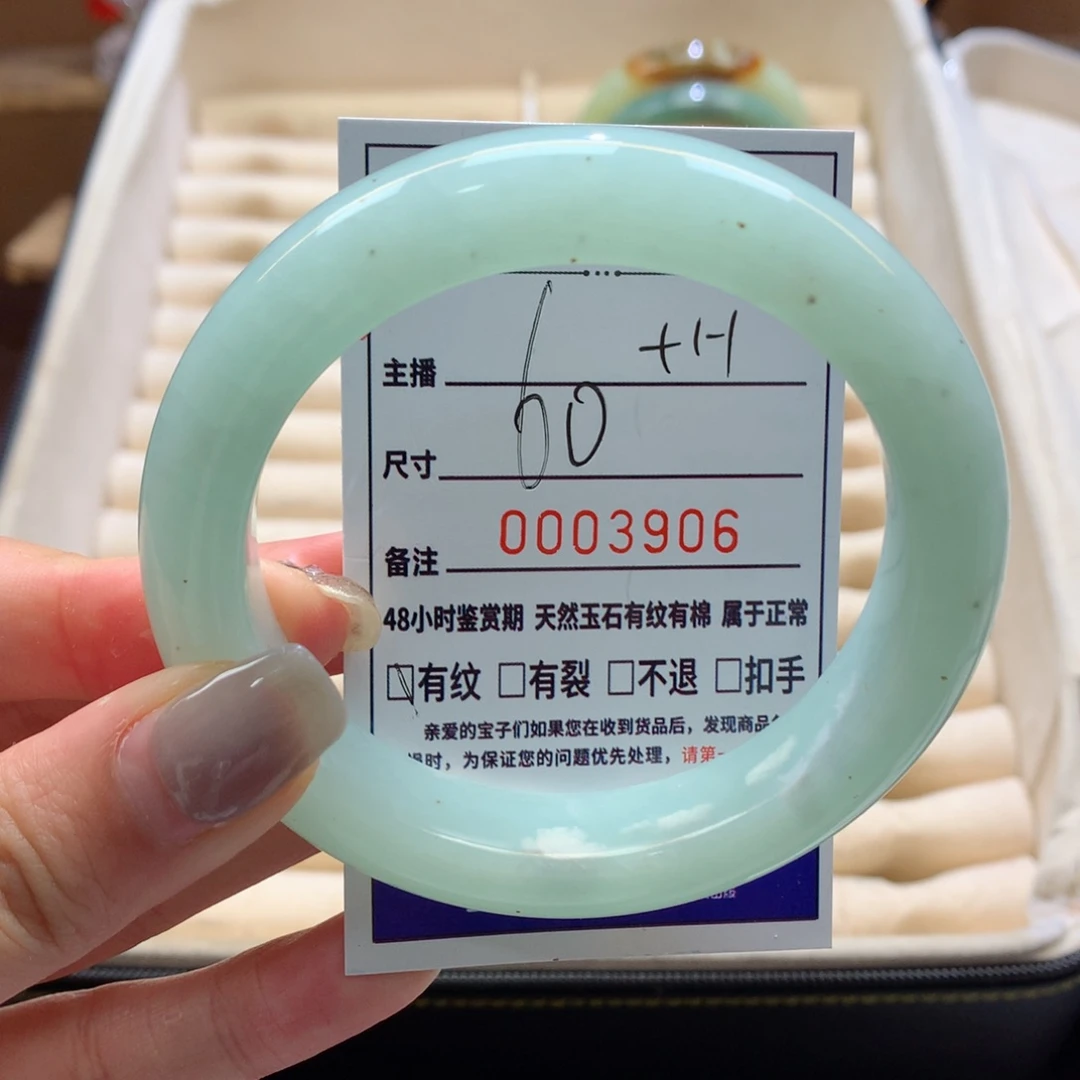 主播
+H
尺寸 60
备注 0003906
48小时鉴赏期 天然玉石有纹有棉 属于正常
☑有纹 □有裂 □不退 □扣手
亲爱的宝子们如果您在收到货品后，发现商品
时，为保证您的问题优先处理，请第一